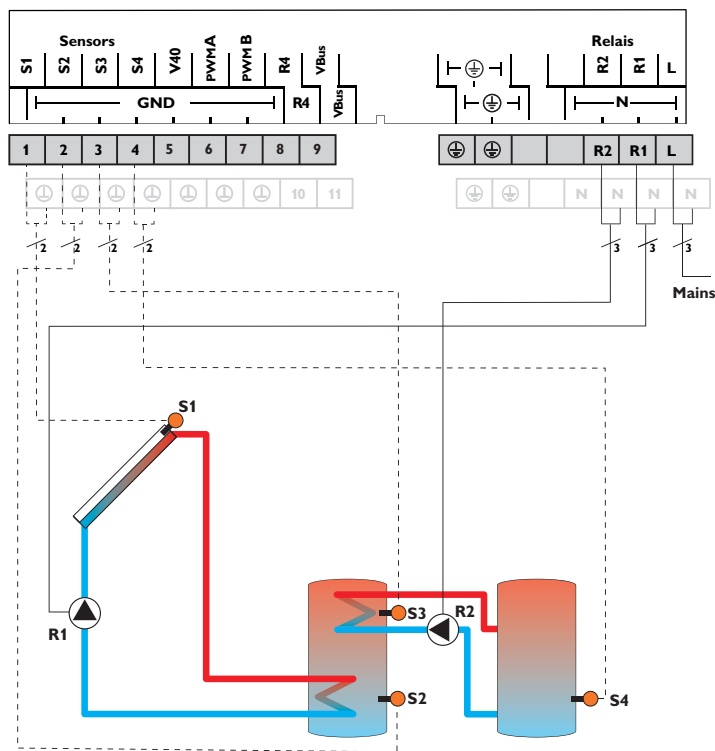 Sensors
Relais
S1 S2 S3 S4 V40 PWMA PWM B R4 VBus
R2 R1 L
GND R4 VBus
N
1 2 3 4 5 6 7 8 9
R2 R1 L
10 11
N N N N
2 2 2 2
3 3 3
Mains
S1
R1
S3
R2
S2
S4